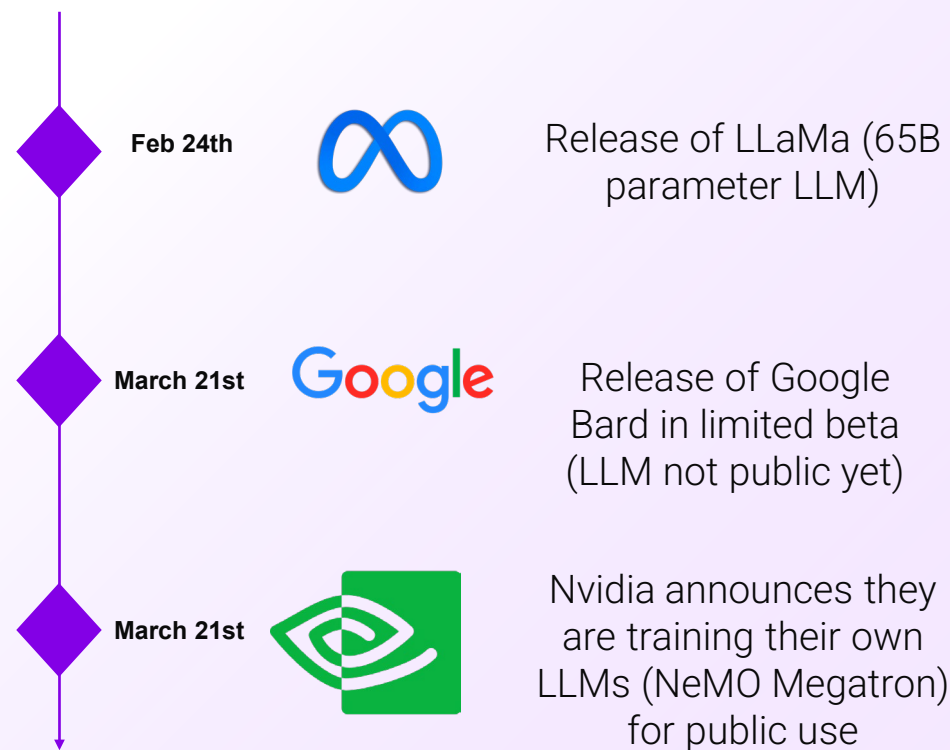 Feb 24th
Release of LLaMa (65B
parameter LLM)
March 21st
Google
Release of Google
Bard in limited beta
(LLM not public yet)
March 21st
Nvidia announces they
are training their own
LLMs (NeMO Megatron)
for public use